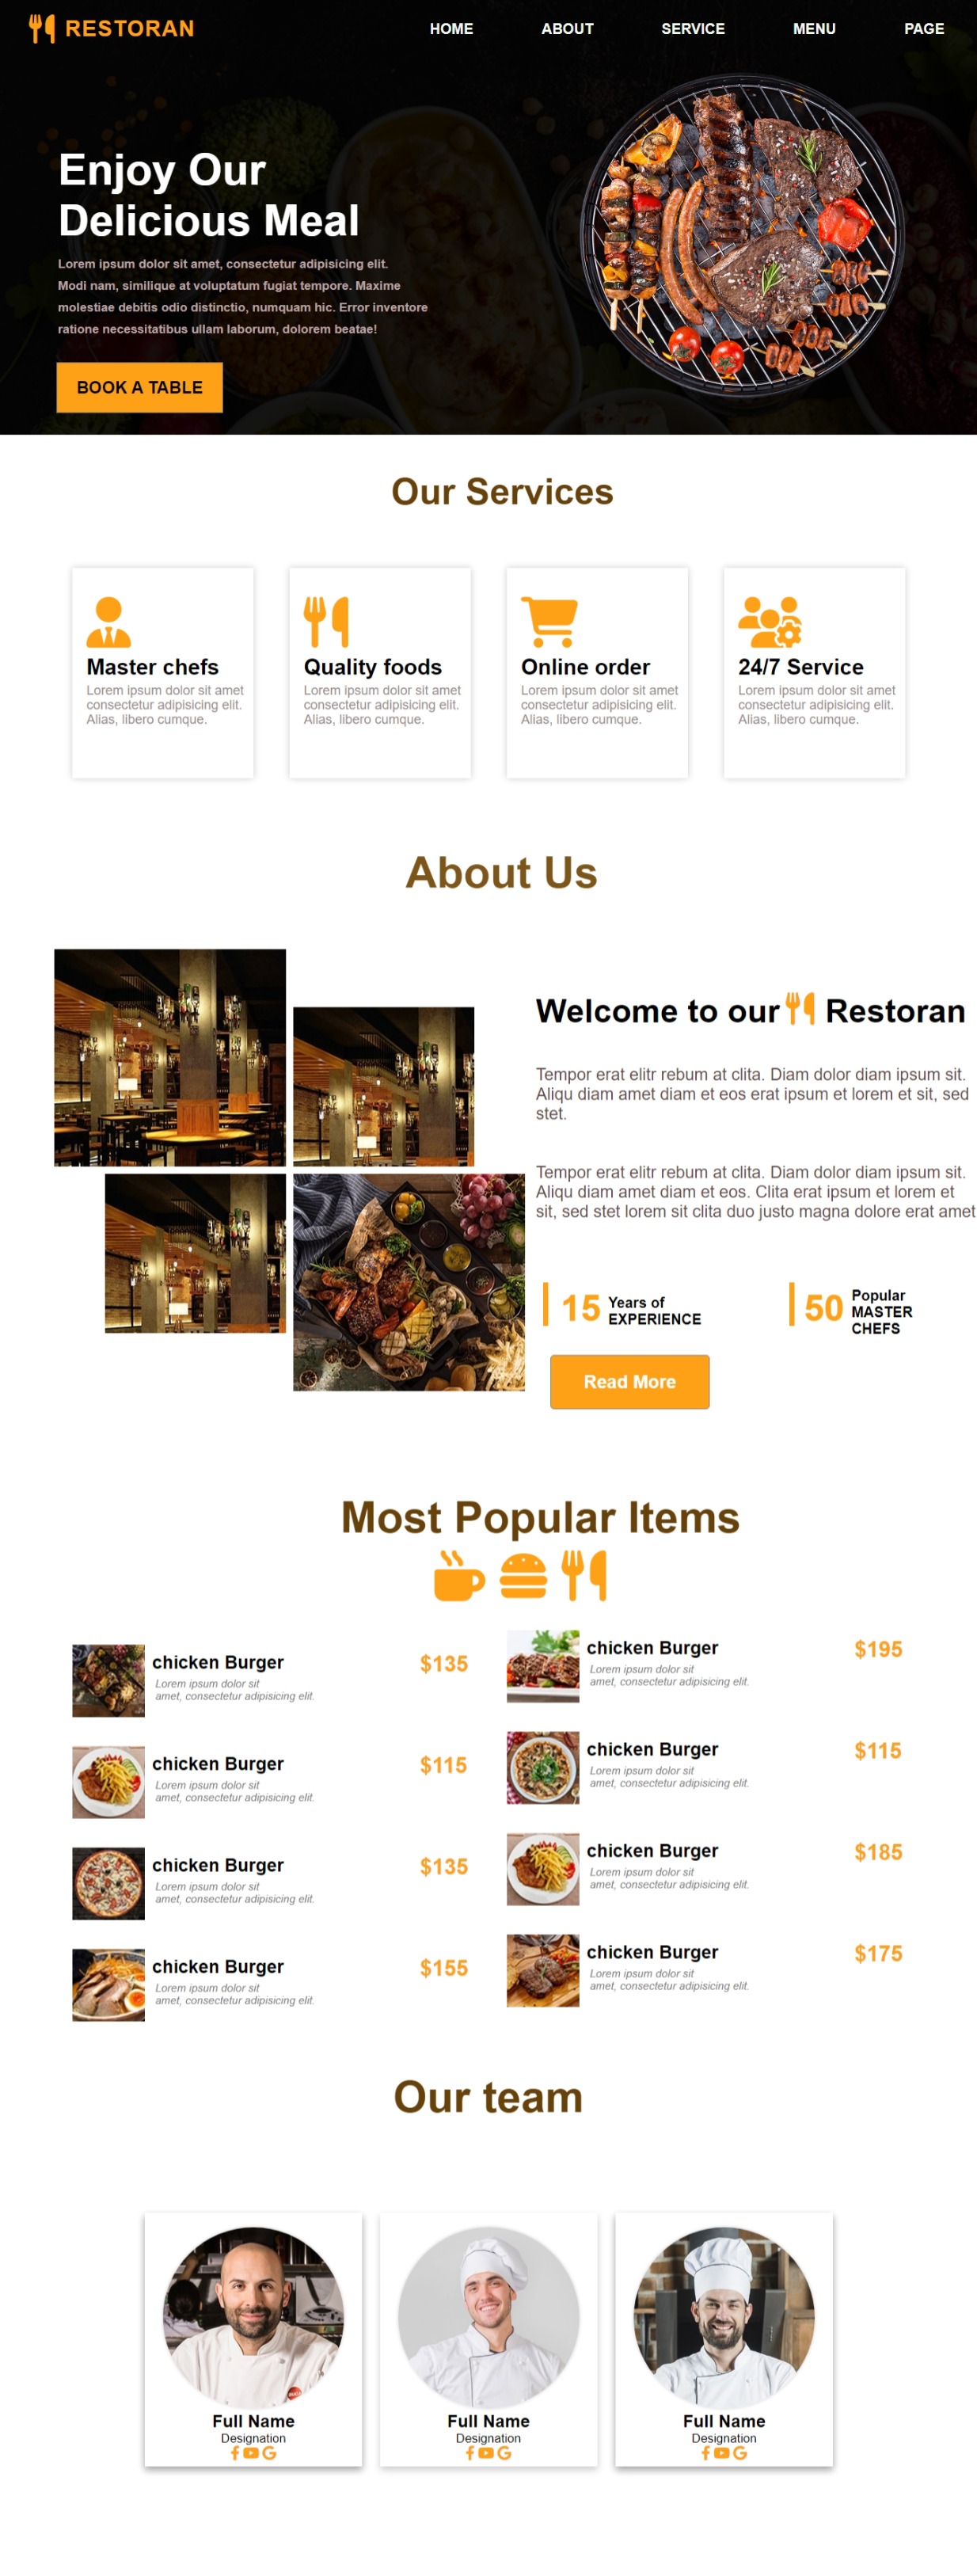 RESTORAN
HOME ABOUT SERVICE MENU PAGE
Enjoy Our
Delicious Meal
Lorem ipsum dolor sit amet, consectetur adipisicing elit.
Modi nam, similique at voluptatum fugiat tempore. Maxime
molestiae debitis odio distinctio, numquam hic. Error inventore
ratione necessitatibus ullam laborum, dolorem beatae!
BOOK A TABLE
Our Services
Master chefs
Lorem ipsum dolor sit amet
consectetur adipisicing elit.
Alias, libero cumque.
Quality foods
Lorem ipsum dolor sit amet
consectetur adipisicing elit.
Alias, libero cumque.
Online order
Lorem ipsum dolor sit amet
consectetur adipisicing elit.
Alias, libero cumque.
24/7 Service
Lorem ipsum dolor sit amet
consectetur adipisicing elit.
Alias, libero cumque.
About Us
Welcome to our Restoran
Tempor erat elitr rebum at clita. Diam dolor diam ipsum sit.
Aliqu diam amet diam et eos erat ipsum et lorem et sit, sed
stet.
Tempor erat elitr rebum at clita. Diam dolor diam ipsum sit.
Aliqu diam amet diam et eos. Clita erat ipsum et lorem et
sit, sed stet lorem sit clita duo justo magna dolore erat amet
15 Years of
EXPERIENCE
50 Popular
MASTER
CHEFS
Read More
Most Popular Items
chicken Burger $135
Lorem ipsum dolor sit
amet, consectetur adipisicing elit.
chicken Burger $115
Lorem ipsum dolor sit
amet, consectetur adipisicing elit.
chicken Burger $135
Lorem ipsum dolor sit
amet, consectetur adipisicing elit.
chicken Burger $155
Lorem ipsum dolor sit
amet, consectetur adipisicing elit.
chicken Burger $195
Lorem ipsum dolor sit
amet, consectetur adipisicing elit.
chicken Burger $115
Lorem ipsum dolor sit
amet, consectetur adipisicing elit.
chicken Burger $185
Lorem ipsum dolor sit
amet, consectetur adipisicing elit.
chicken Burger $175
Lorem ipsum dolor sit
amet, consectetur adipisicing elit.
Our team
Full Name
Designation
Full Name
Designation
Full Name
Designation